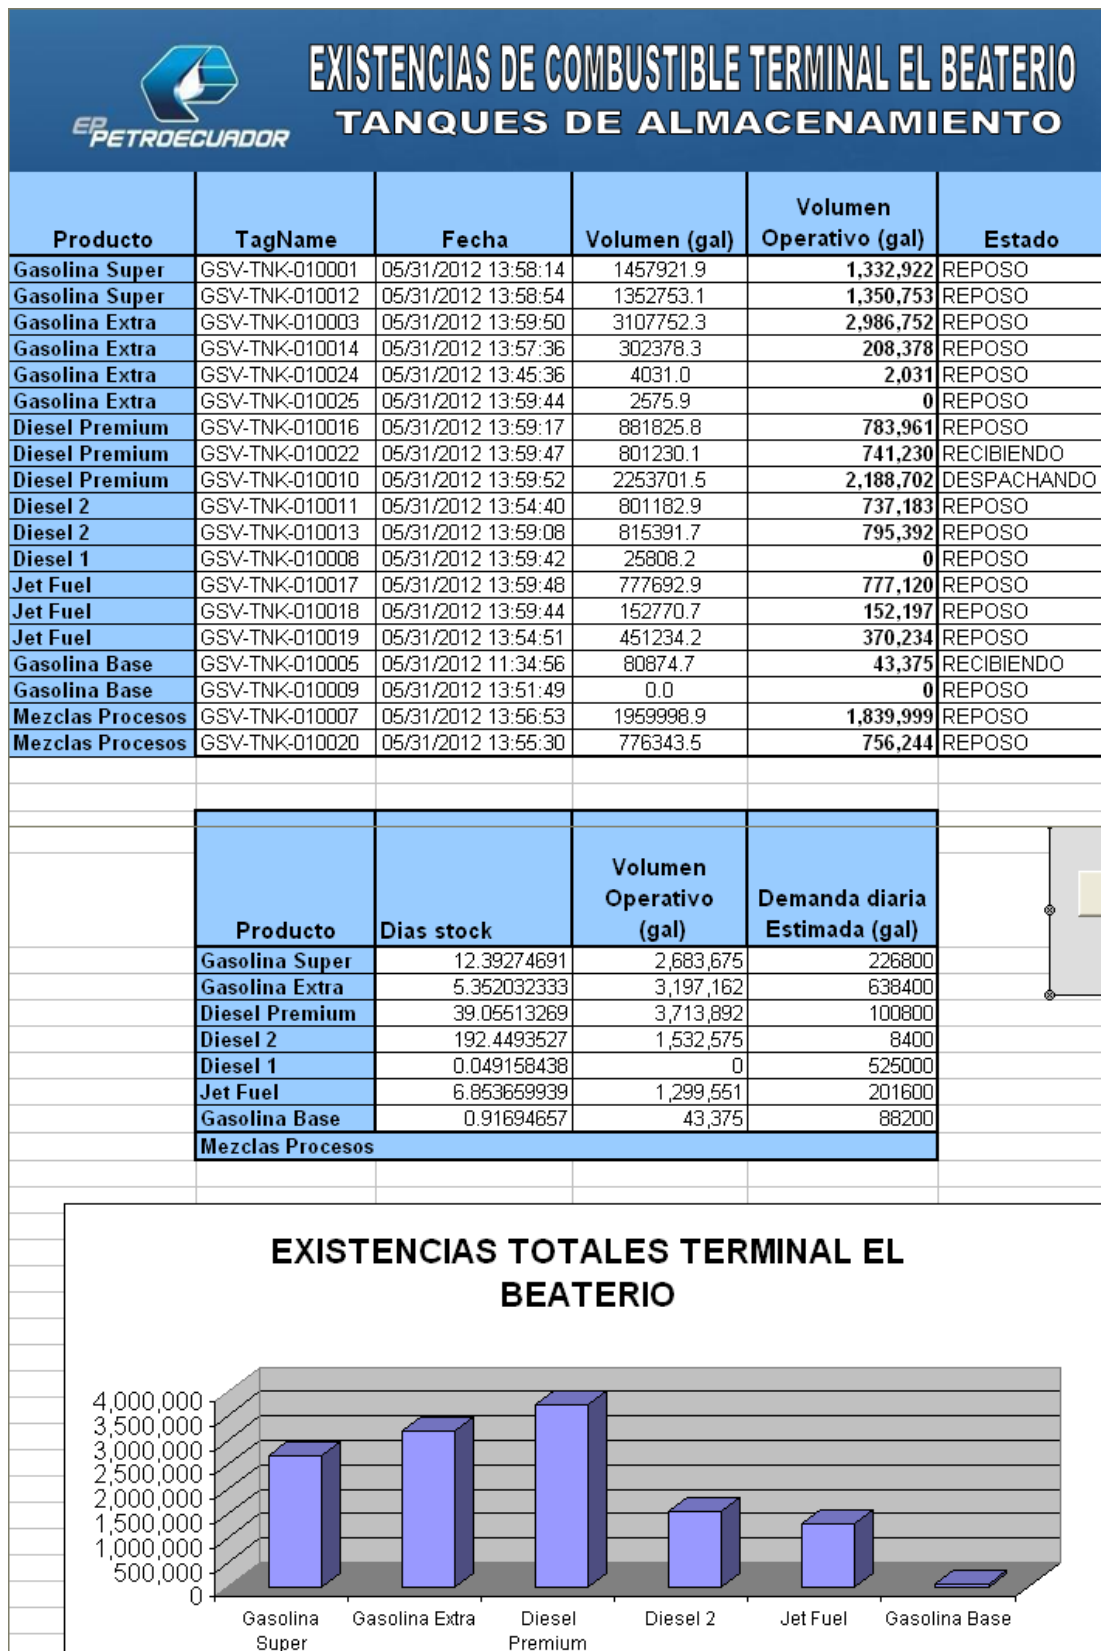 EXISTENCIAS DE COMBUSTIBLE TERMINAL EL BEATERIO
TANQUES DE ALMACENAMIENTO
EP PETROECUADOR
Producto TagName Fecha Volumen (gal) Volumen Operativo (gal) Estado
Gasolina Super GSV-TNK-010001 05/31/2012 13:58:14 1457921.9 1,332,922 REPOSO
Gasolina Super GSV-TNK-010012 05/31/2012 13:58:54 1352753.1 1,350,753 REPOSO
Gasolina Extra GSV-TNK-010003 05/31/2012 13:59:50 3107752.3 2,986,752 REPOSO
Gasolina Extra GSV-TNK-010014 05/31/2012 13:57:36 302378.3 208,378 REPOSO
Gasolina Extra GSV-TNK-010024 05/31/2012 13:45:36 4031.0 2,031 REPOSO
Gasolina Extra GSV-TNK-010025 05/31/2012 13:59:44 2575.9 0 REPOSO
Diesel Premium GSV-TNK-010016 05/31/2012 13:59:17 881825.8 783,961 REPOSO
Diesel Premium GSV-TNK-010022 05/31/2012 13:59:47 801230.1 741,230 RECIBIENDO
Diesel Premium GSV-TNK-010010 05/31/2012 13:59:52 2253701.5 2,188,702 DESPACHANDO
Diesel 2 GSV-TNK-010011 05/31/2012 13:54:40 801182.9 737,183 REPOSO
Diesel 2 GSV-TNK-010013 05/31/2012 13:59:08 815391.7 795,392 REPOSO
Diesel 1 GSV-TNK-010008 05/31/2012 13:59:42 25808.2 0 REPOSO
Jet Fuel GSV-TNK-010017 05/31/2012 13:59:48 777692.9 777,120 REPOSO
Jet Fuel GSV-TNK-010018 05/31/2012 13:59:44 152770.7 152,197 REPOSO
Jet Fuel GSV-TNK-010019 05/31/2012 13:54:51 451234.2 370,234 REPOSO
Gasolina Base GSV-TNK-010005 05/31/2012 11:34:56 80874.7 43,375 RECIBIENDO
Gasolina Base GSV-TNK-010009 05/31/2012 13:51:49 0.0 0 REPOSO
Mezclas Procesos GSV-TNK-010007 05/31/2012 13:56:53 1959998.9 1,839,999 REPOSO
Mezclas Procesos GSV-TNK-010020 05/31/2012 13:55:30 776343.5 756,244 REPOSO
Producto Dias stock Volumen Operativo (gal) Demanda diaria Estimada (gal)
Gasolina Super 12.39274691 2,683,675 226800
Gasolina Extra 5.352032333 3,197,162 638400
Diesel Premium 39.05513269 3,713,892 100800
Diesel 2 192.4493527 1,532,575 8400
Diesel 1 0.049158438 0 525000
Jet Fuel 6.853659939 1,299,551 201600
Gasolina Base 0.91694657 43,375 88200
Mezclas Procesos
EXISTENCIAS TOTALES TERMINAL EL
BEATERIO
4,000,000
3,500,000
3,000,000
2,500,000
2,000,000
1,500,000
1,000,000
500,000
0
Gasolina Super Gasolina Extra Diesel Premium Diesel 2 Jet Fuel Gasolina Base